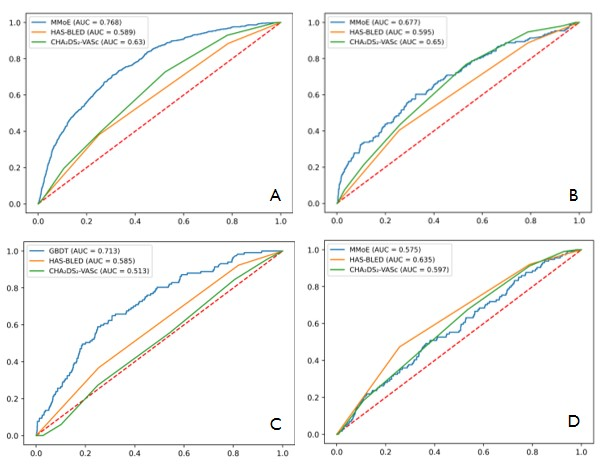 MMoE (AUC = 0.768)
HAS-BLED (AUC = 0.589)
CHA₂DS₂-VASc (AUC = 0.63)
1.0
0.8
0.6
0.4
0.2
0.0
0.0 0.2 0.4 0.6 0.8 1.0
A
MMoE (AUC = 0.677)
HAS-BLED (AUC = 0.595)
CHA₂DS₂-VASc (AUC = 0.65)
1.0
0.8
0.6
0.4
0.2
0.0
0.0 0.2 0.4 0.6 0.8 1.0
B
GBDT (AUC = 0.713)
HAS-BLED (AUC = 0.585)
CHA₂DS₂-VASc (AUC = 0.513)
1.0
0.8
0.6
0.4
0.2
0.0
0.0 0.2 0.4 0.6 0.8 1.0
C
MMoE (AUC = 0.575)
HAS-BLED (AUC = 0.635)
CHA₂DS₂-VASc (AUC = 0.597)
1.0
0.8
0.6
0.4
0.2
0.0
0.0 0.2 0.4 0.6 0.8 1.0
D